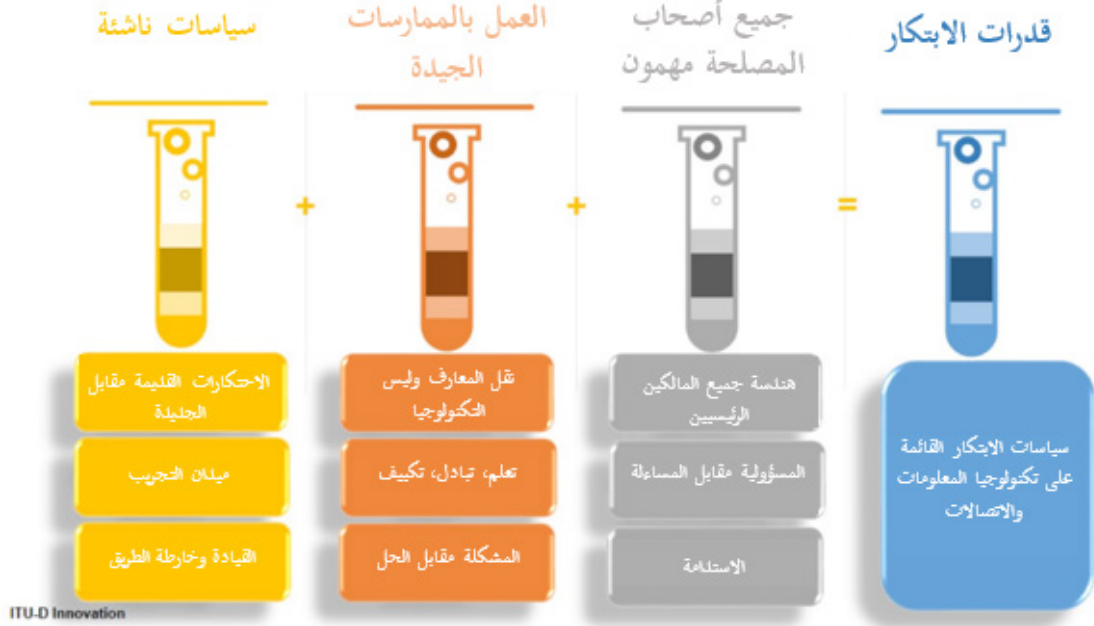 قدرات الابتكار
جميع أصحاب
المصلحة مهمون
العمل بالممارسات
الجيدة
سياسات ناشئة
+
+
=
الاحتكارات القديمة مقابل
الجديدة
ميدان التجريب
القيادة وخارطة الطريق
نقل المعارف وليس
التكنولوجيا
تعلم، تبادل، تكييف
المشكلة مقابل الحل
هندسة جميع المالكين
الرئيسيين
المسؤولية مقابل المساءلة
الاستدامة
سياسات الابتكار القائمة
على تكنولوجيا المعلومات
والاتصالات
ITU-D Innovation